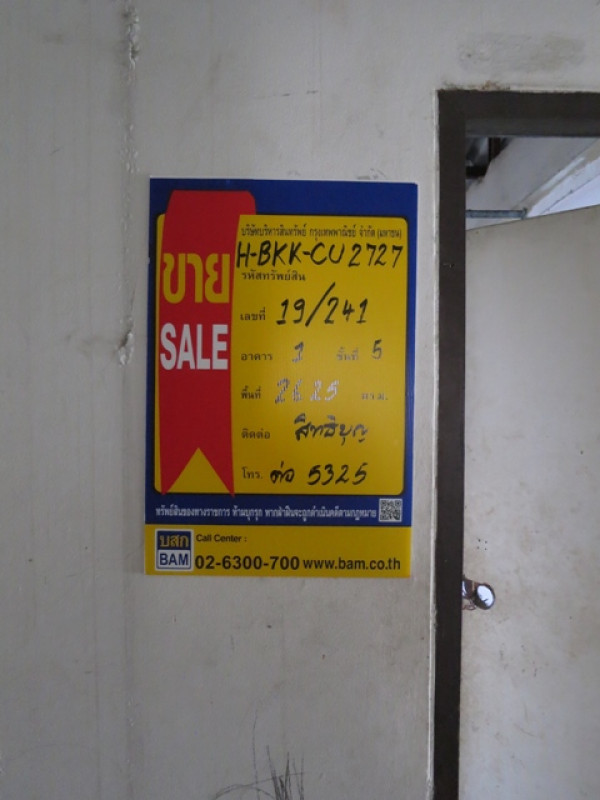 บริษัทบริหารสินทรัพย์ กรุงเทพพาณิชย์ จำกัด (มหาชน)
ขาย
SALE
H-BKK-CU2727
รหัสทรัพย์สิน
เลขที่ 19/241
อาคาร 1 ชั้นที่ 5
พื้นที่ 26.25 ตร.ม.
ติดต่อ สิทธิบุญ
โทร. ต่อ 5325
ทรัพย์สินของทางราชการ ห้ามบุกรุก หากฝ่าฝืนจะถูกดำเนินคดีตามกฎหมาย
บสก
BAM
Call Center :
02-6300-700 www.bam.co.th